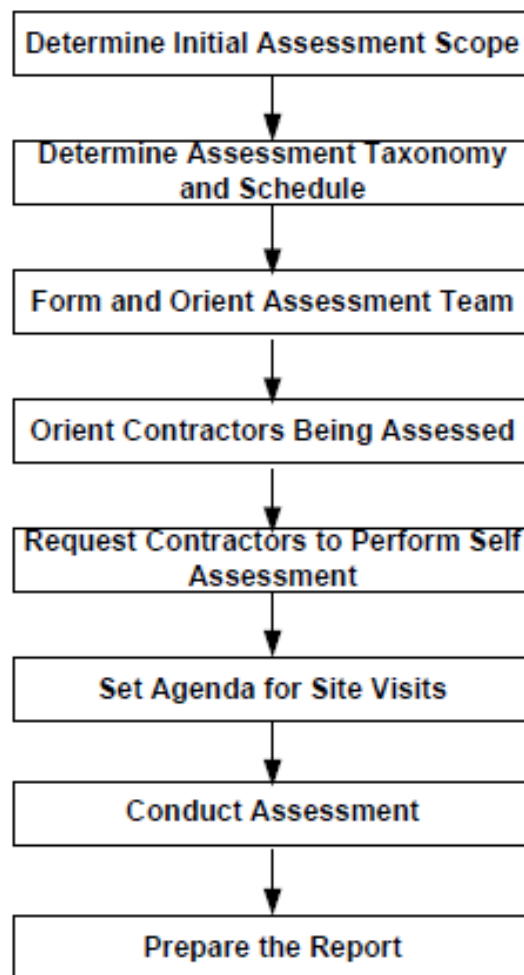 Determine Initial Assessment Scope
Determine Assessment Taxonomy
and Schedule
Form and Orient Assessment Team
Orient Contractors Being Assessed
Request Contractors to Perform Self
Assessment
Set Agenda for Site Visits
Conduct Assessment
Prepare the Report